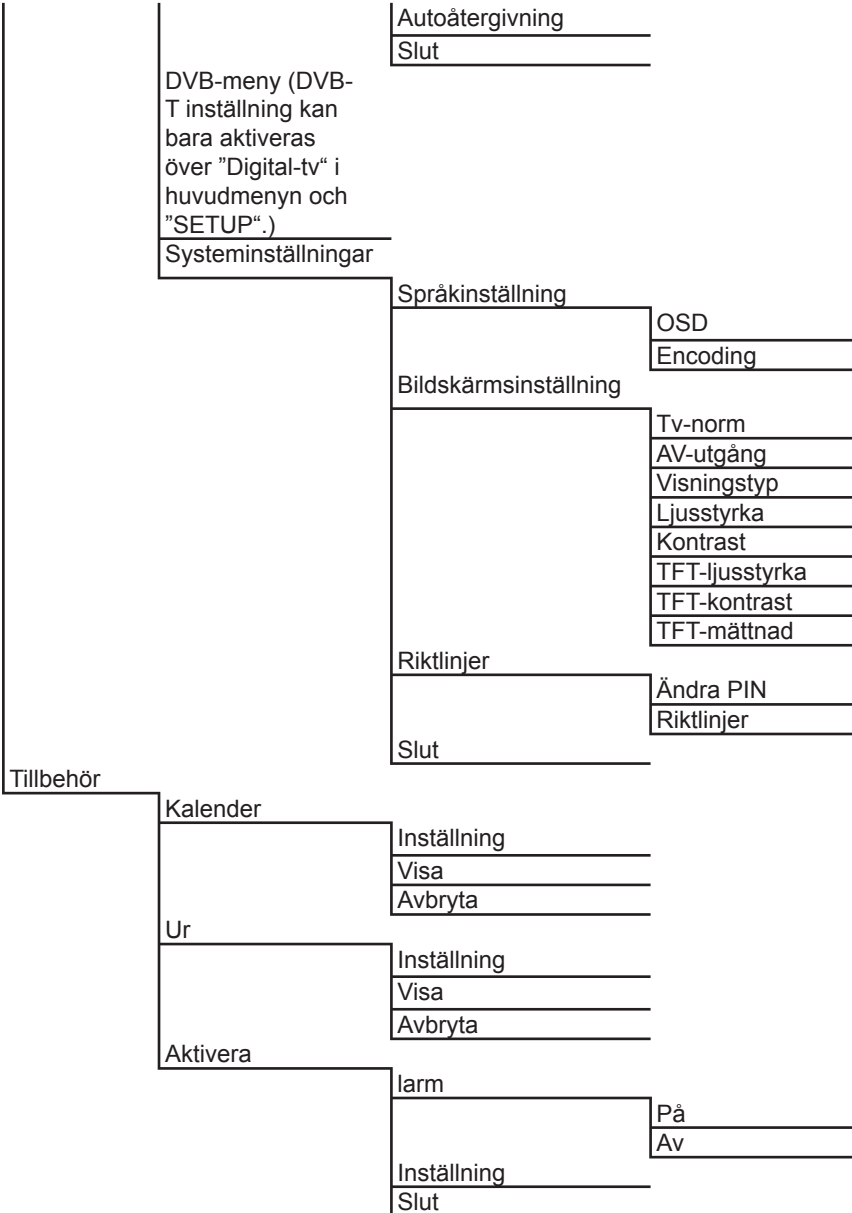 Autoåtergivning
Slut
DVB-meny (DVB-
T inställning kan
bara aktiveras
över ”Digital-tv“ i
huvudmenyn och
”SETUP“.)
Systeminställningar
Språkinställning
OSD
Encoding
Bildskärmsinställning
Tv-norm
AV-utgång
Visningstyp
Ljusstyrka
Kontrast
TFT-ljusstyrka
TFT-kontrast
TFT-mättnad
Riktlinjer
Ändra PIN
Riktlinjer
Slut
Tillbehör
Kalender
Inställning
Visa
Avbryta
Ur
Inställning
Visa
Avbryta
Aktivera
larm
På
Av
Inställning
Slut